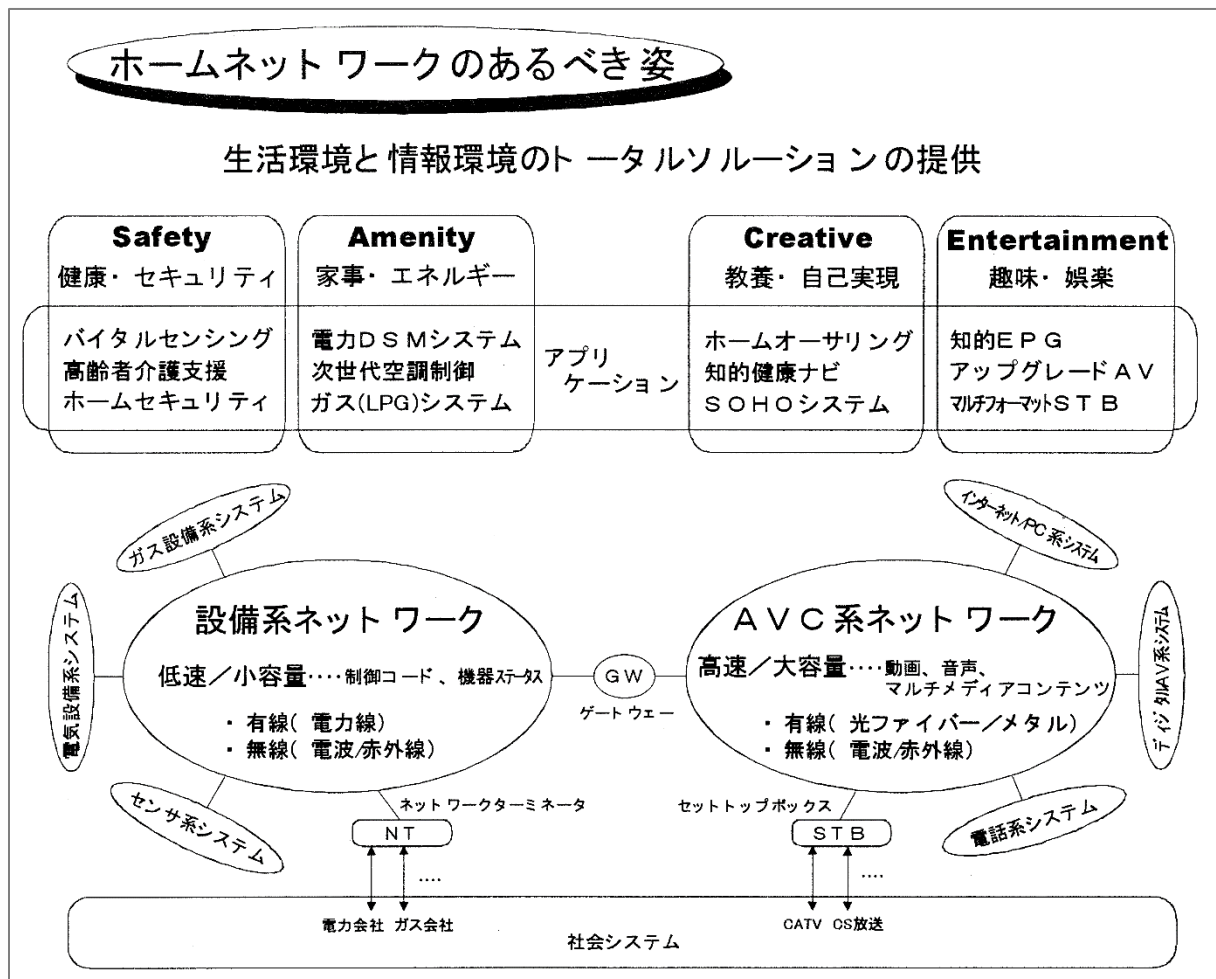 ホームネットワークのあるべき姿
生活環境と情報環境のトータルソルーションの提供
Safety
健康・セキュリティ
バイタルセンシング
高齢者介護支援
ホームセキュリティ
Amenity
家事・エネルギー
電力DSMシステム
次世代空調制御
ガス(LPG)システム
アプリ
ケーション
Creative
教養・自己実現
ホームオーサリング
知的健康ナビ
SOHOシステム
Entertainment
趣味・娯楽
知的EPG
アップグレードAV
マルチフォーマットSTB
ガス設備系システム
電気設備系システム
センサ系システム
設備系ネットワーク
低速／小容量‥‥制御コード、機器ステータス
・有線(電力線)
・無線(電波/赤外線)
GW
ゲートウェー
インターネット/PC系システム
ディジタルAV系システム
電話系システム
AVC系ネットワーク
高速／大容量‥‥動画、音声、
マルチメディアコンテンツ
・有線(光ファイバー／メタル)
・無線(電波/赤外線)
ネットワークターミネータ
NT
‥‥
セットトップボックス
STB
‥‥
電力会社 ガス会社
CATV CS放送
社会システム